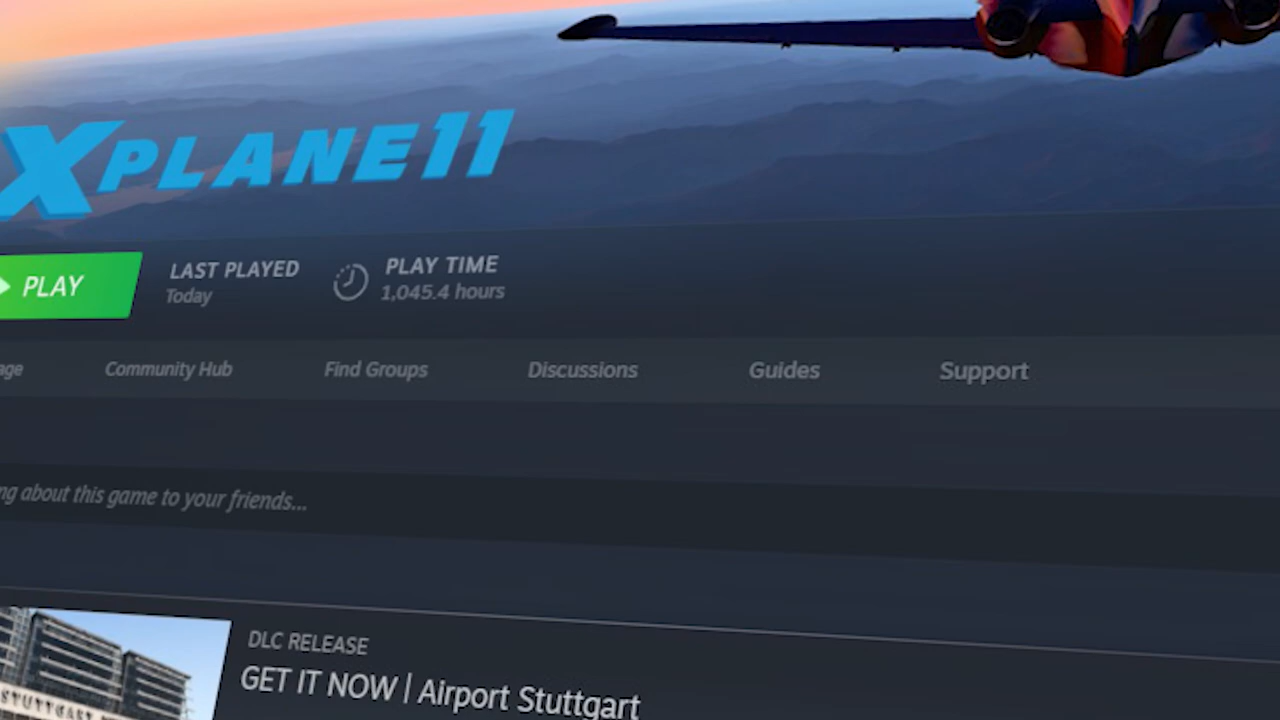 XPLANE11
PLAY
LAST PLAYED
Today
PLAY TIME
1,045.4 hours
Community Hub
Find Groups
Discussions
Guides
Support
about this game to your friends...
DLC RELEASE
GET IT NOW | Airport Stuttgart
STUTTGART